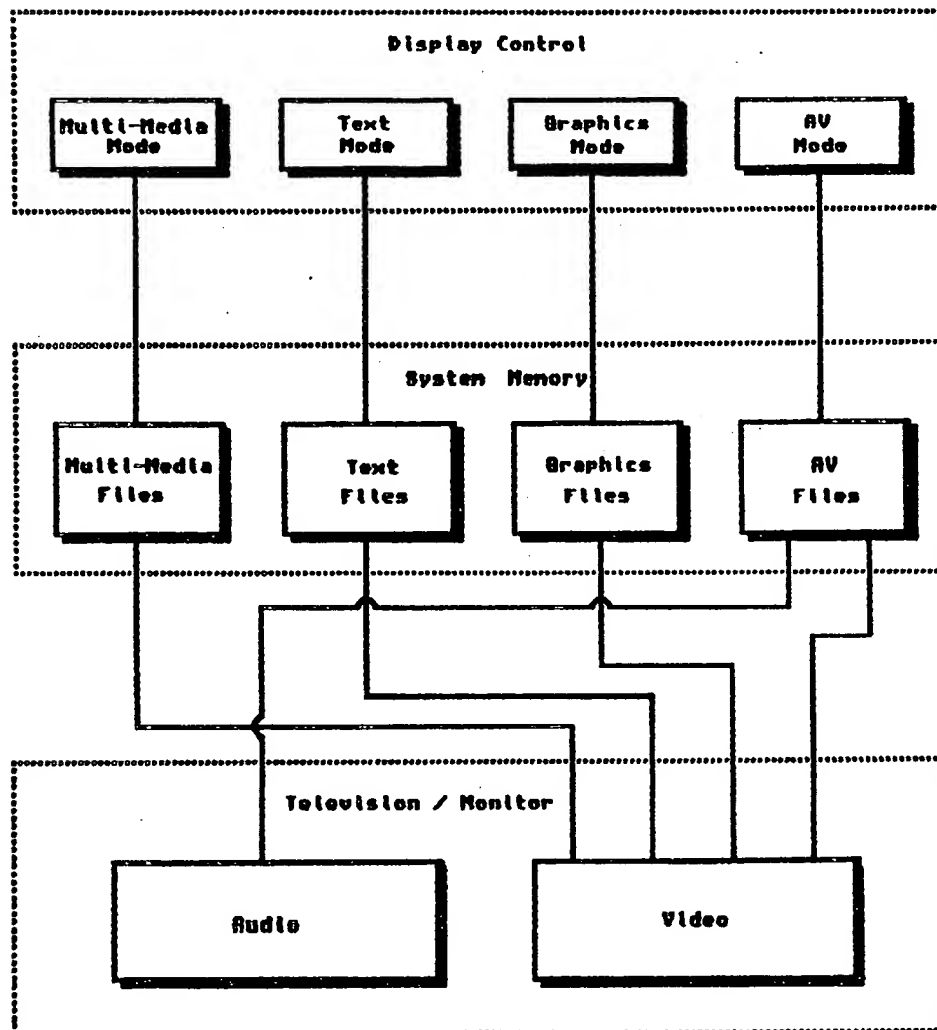 Display Control
Multi-Media
Mode
Text
Mode
Graphics
Mode
AV
Mode
System Memory
Multi-Media
Files
Text
Files
Graphics
Files
AV
Files
Television / Monitor
Audio
Video